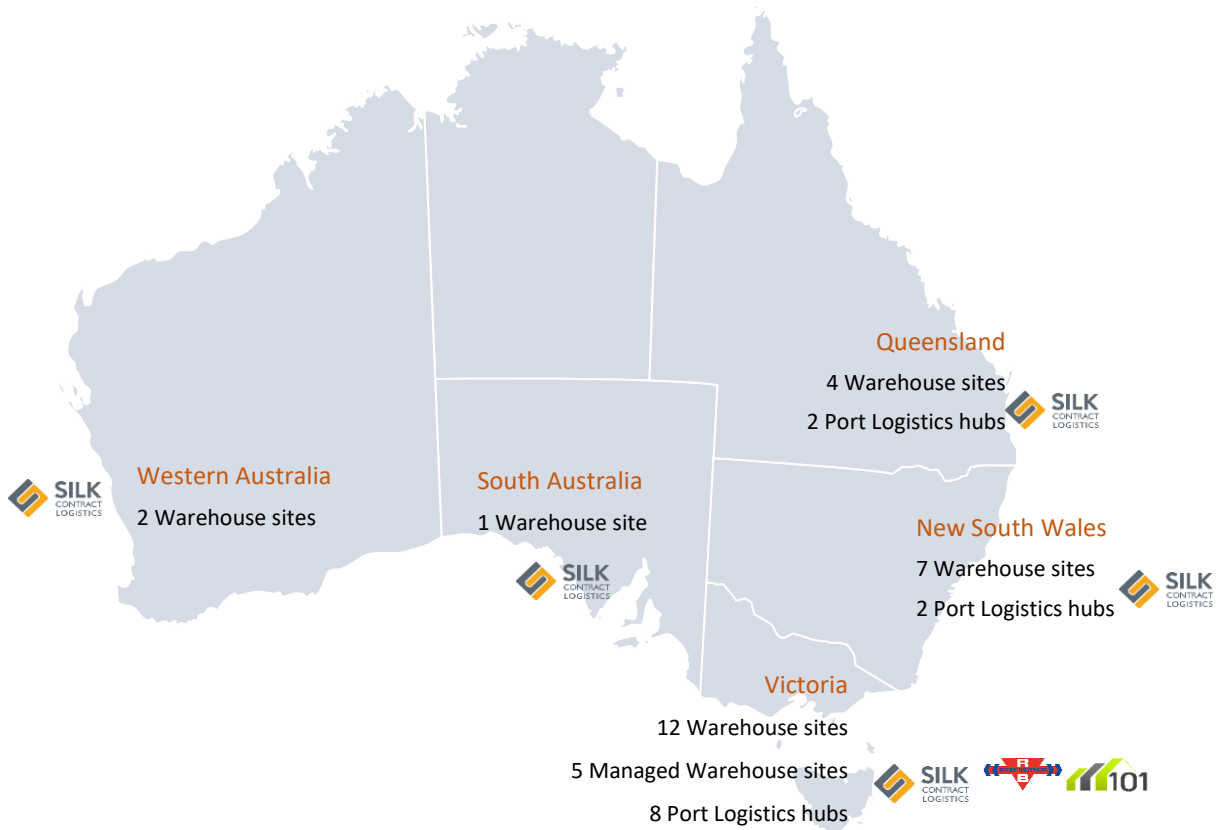 Queensland
4 Warehouse sites
2 Port Logistics hubs
SILK
CONTRACT
LOGISTICS
Western Australia
2 Warehouse sites
SILK
CONTRACT
LOGISTICS
South Australia
1 Warehouse site
SILK
CONTRACT
LOGISTICS
New South Wales
7 Warehouse sites
2 Port Logistics hubs
SILK
CONTRACT
LOGISTICS
Victoria
12 Warehouse sites
5 Managed Warehouse sites
8 Port Logistics hubs
SILK
CONTRACT
LOGISTICS
R
B
101